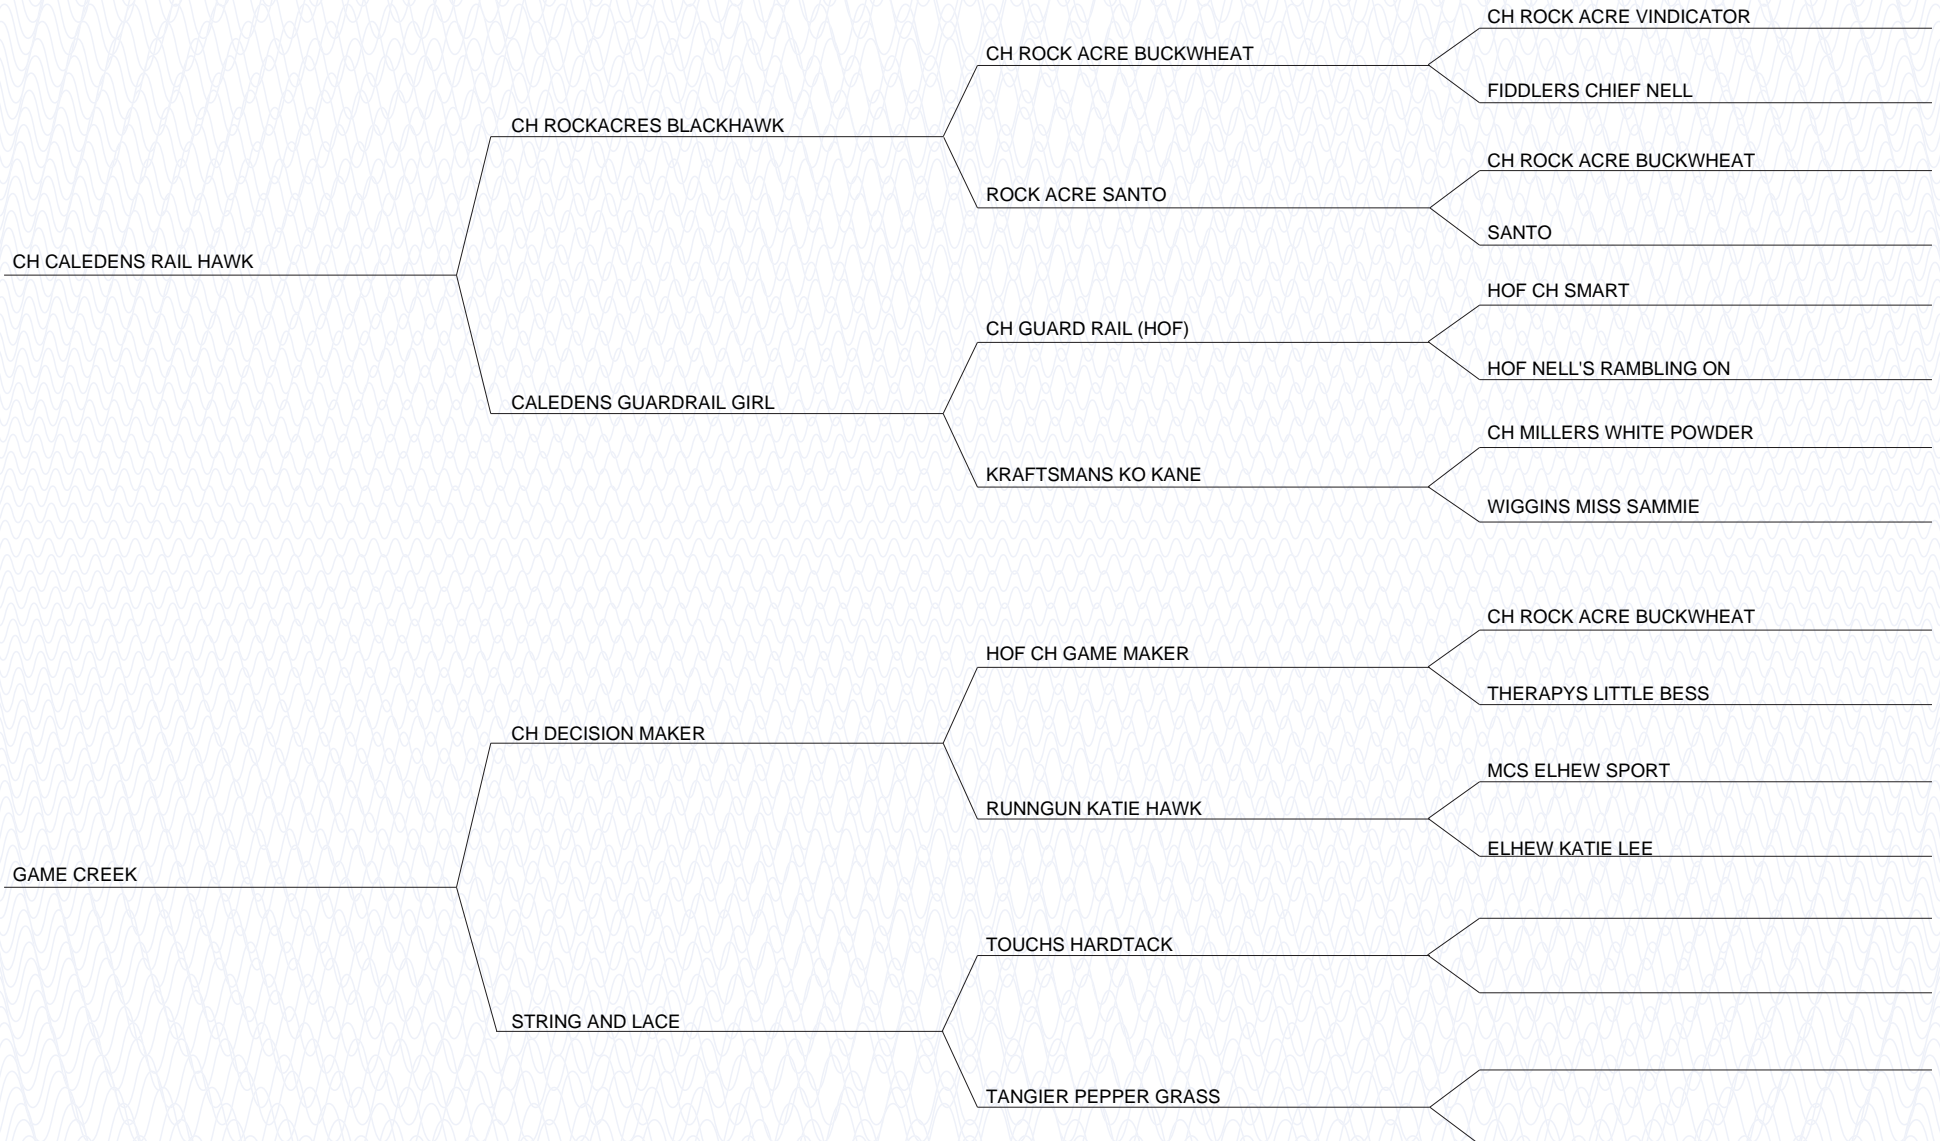 CH ROCK ACRE VINDICATOR
CH ROCK ACRE BUCKWHEAT
FIDDLERS CHIEF NELL
CH ROCKACRES BLACKHAWK
CH ROCK ACRE BUCKWHEAT
ROCK ACRE SANTO
SANTO
CH CALEDENS RAIL HAWK
HOF CH SMART
CH GUARD RAIL (HOF)
HOF NELL'S RAMBLING ON
CALEDENS GUARDRAIL GIRL
CH MILLERS WHITE POWDER
KRAFTSMANS KO KANE
WIGGINS MISS SAMMIE
CH ROCK ACRE BUCKWHEAT
HOF CH GAME MAKER
THERAPYS LITTLE BESS
CH DECISION MAKER
MCS ELHEW SPORT
RUNNGUN KATIE HAWK
ELHEW KATIE LEE
GAME CREEK
TOUCHS HARDTACK
STRING AND LACE
TANGIER PEPPER GRASS